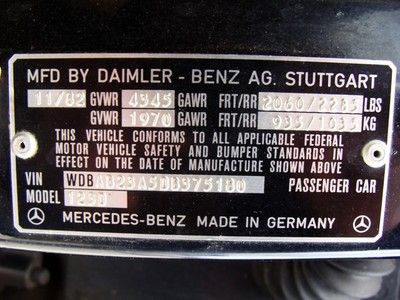 MFD BY DAIMLER - BENZ AG. STUTTGART
11/82 GVWR 4345 GAWR FRT/RR 2060/2285 LBS
GVWR 1970 GAWR FRT/RR 935/1035 KG
THIS VEHICLE CONFORMS TO ALL APPLICABLE FEDERAL
MOTOR VEHICLE SAFETY AND BUMPER STANDARDS IN
EFFECT ON THE DATE OF MANUFACTURE SHOWN ABOVE
VIN WDBAB23A5DB375180 PASSENGER CAR
MODEL
MERCEDES-BENZ MADE IN GERMANY